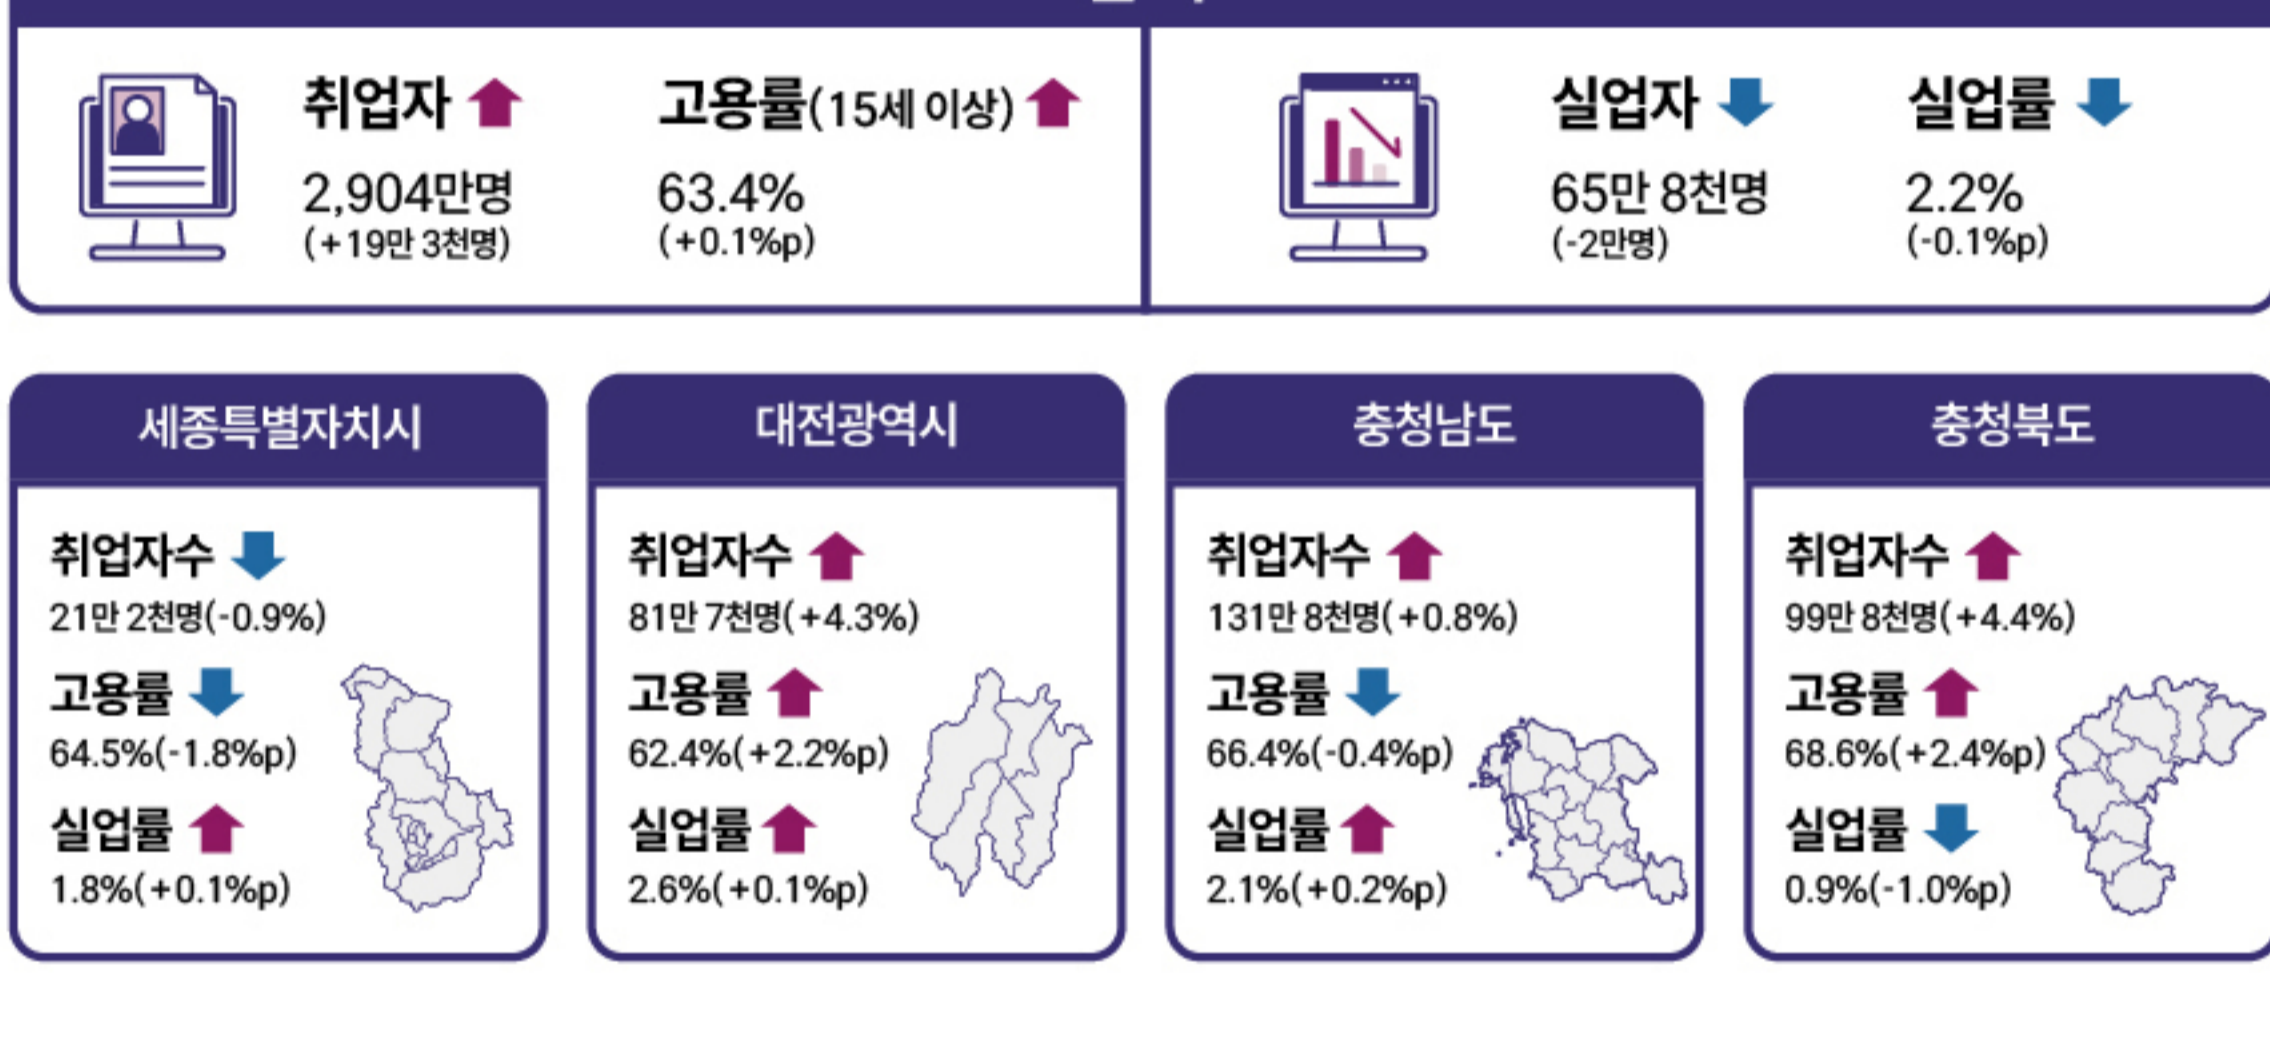 취업자
고용률(15세 이상)
2,904만명
63.4%
(+19만 3천명)
(+0.1%p)
실업자
실업률
65만 8천명
2.2%
(-2만명)
(-0.1%p)
세종특별자치시
취업자수
21만 2천명(-0.9%)
고용률
64.5%(-1.8%p)
실업률
1.8%(+0.1%p)
대전광역시
취업자수
81만 7천명(+4.3%)
고용률
62.4%(+2.2%p)
실업률
2.6%(+0.1%p)
충청남도
취업자수
131만 8천명(+0.8%)
고용률
66.4%(-0.4%p)
실업률
2.1%(+0.2%p)
충청북도
취업자수
99만 8천명(+4.4%)
고용률
68.6%(+2.4%p)
실업률
0.9%(-1.0%p)